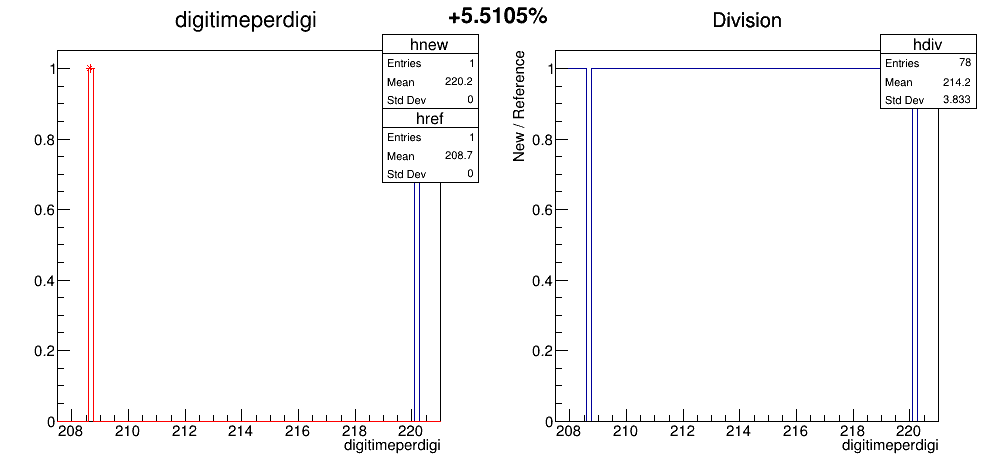 +5.5105%
digitimeperdigi
hnew
Entries 1
Mean 220.2
Std Dev 0
href
Entries 1
Mean 208.7
Std Dev 0
1
0.8
0.6
0.4
0.2
0
208 210 212 214 216 218 220
digitimeperdigi
Division
hdiv
Entries 78
Mean 214.2
Std Dev 3.833
New / Reference
1
0.8
0.6
0.4
0.2
0
208 210 212 214 216 218 220
digitimeperdigi